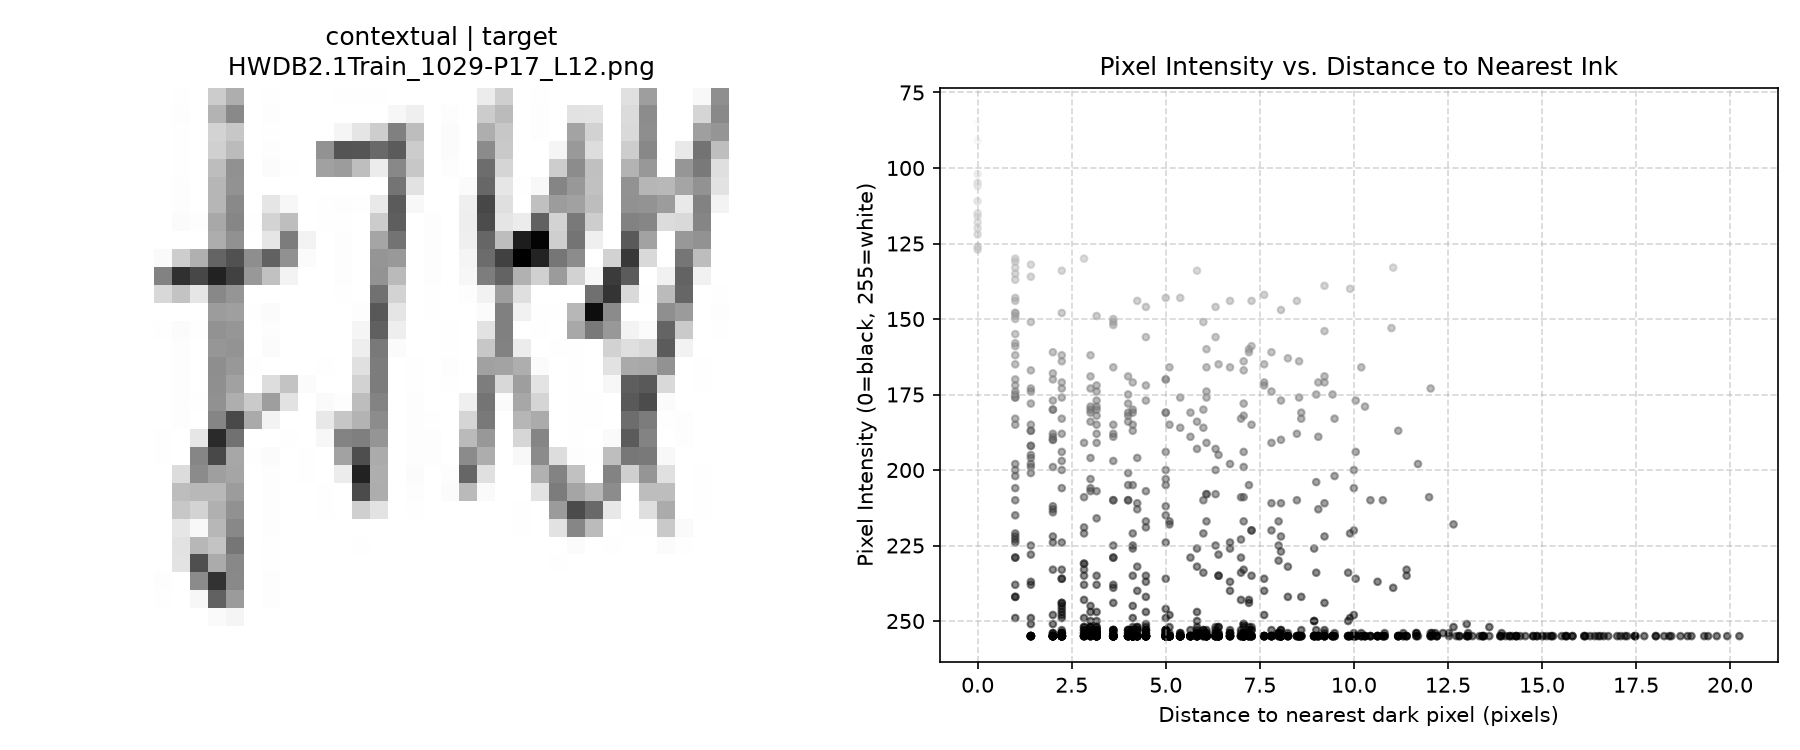 contextual | target
HWDB2.1Train_1029-P17_L12.png
Pixel Intensity vs. Distance to Nearest Ink
Pixel Intensity (0=black, 255=white)
75
100
125
150
175
200
225
250
0.0 2.5 5.0 7.5 10.0 12.5 15.0 17.5 20.0
Distance to nearest dark pixel (pixels)